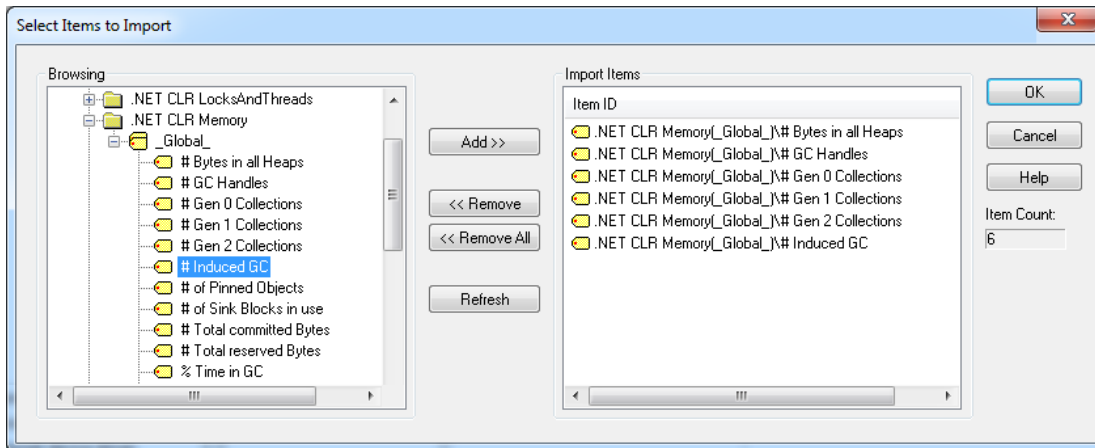 Select Items to Import
Browsing
.NET CLR LocksAndThreads
.NET CLR Memory
_Global_
# Bytes in all Heaps
# GC Handles
# Gen 0 Collections
# Gen 1 Collections
# Gen 2 Collections
# Induced GC
# of Pinned Objects
# of Sink Blocks in use
# Total committed Bytes
# Total reserved Bytes
% Time in GC
Add >>
<< Remove
<< Remove All
Refresh
Import Items
Item ID
.NET CLR Memory(_Global_)\# Bytes in all Heaps
.NET CLR Memory(_Global_)\# GC Handles
.NET CLR Memory(_Global_)\# Gen 0 Collections
.NET CLR Memory(_Global_)\# Gen 1 Collections
.NET CLR Memory(_Global_)\# Gen 2 Collections
.NET CLR Memory(_Global_)\# Induced GC
OK
Cancel
Help
Item Count:
6